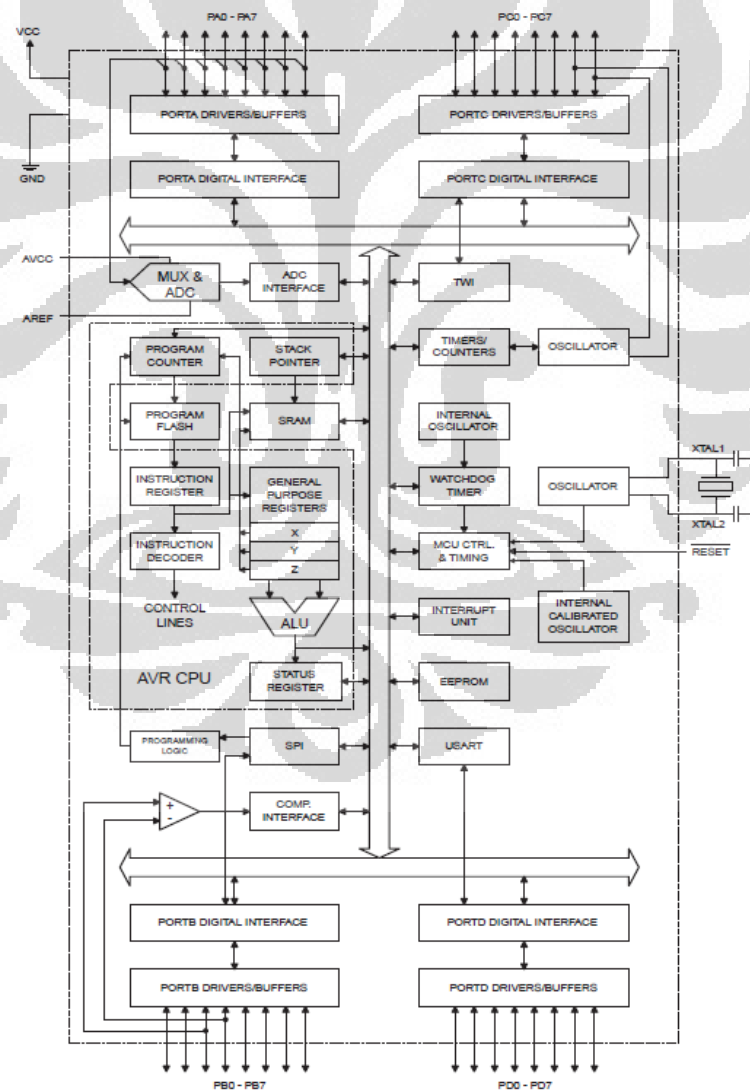 PA0 - PA7
PC0 - PC7
VCC
PORTA DRIVERS/BUFFERS
PORTC DRIVERS/BUFFERS
GND
PORTA DIGITAL INTERFACE
PORTC DIGITAL INTERFACE
AVCC
MUX &
ADC
ADC
INTERFACE
TWI
AREF
PROGRAM
COUNTER
STACK
POINTER
TIMERS/
COUNTERS
OSCILLATOR
PROGRAM
FLASH
SRAM
INTERNAL
OSCILLATOR
XTAL1
INSTRUCTION
REGISTER
GENERAL
PURPOSE
REGISTERS
WATCHDOG
TIMER
OSCILLATOR
XTAL2
X
INSTRUCTION
DECODER
Y
MCU CTRL.
& TIMING
RESET
Z
CONTROL
LINES
ALU
INTERRUPT
UNIT
INTERNAL
CALIBRATED
OSCILLATOR
AVR CPU
STATUS
REGISTER
EEPROM
PROGRAMMING
LOGIC
SPI
USART
+
-
COMP.
INTERFACE
PORTB DIGITAL INTERFACE
PORTD DIGITAL INTERFACE
PORTB DRIVERS/BUFFERS
PORTD DRIVERS/BUFFERS
PB0 - PB7
PD0 - PD7